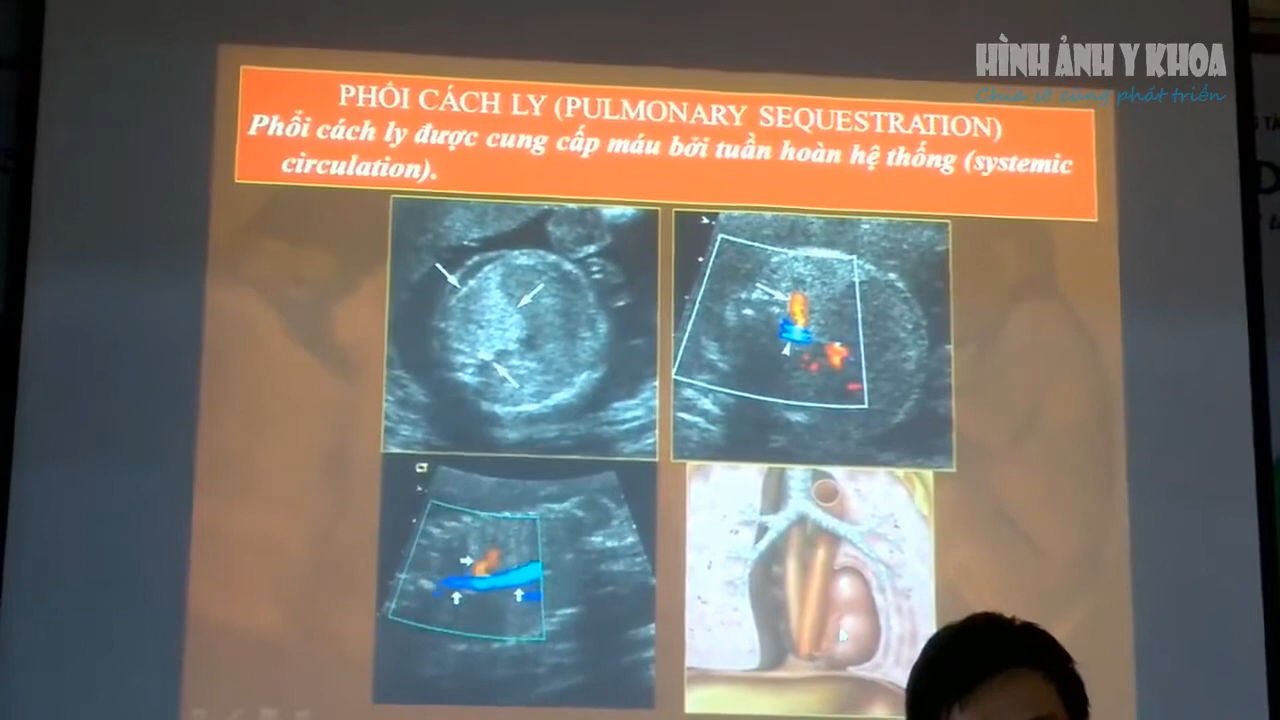 HÌNH ẢNH Y KHOA
Chia sẻ cùng phát triển
PHỔI CÁCH LY (PULMONARY SEQUESTRATION)
Phổi cách ly được cung cấp máu bởi tuần hoàn hệ thống (systemic
circulation).